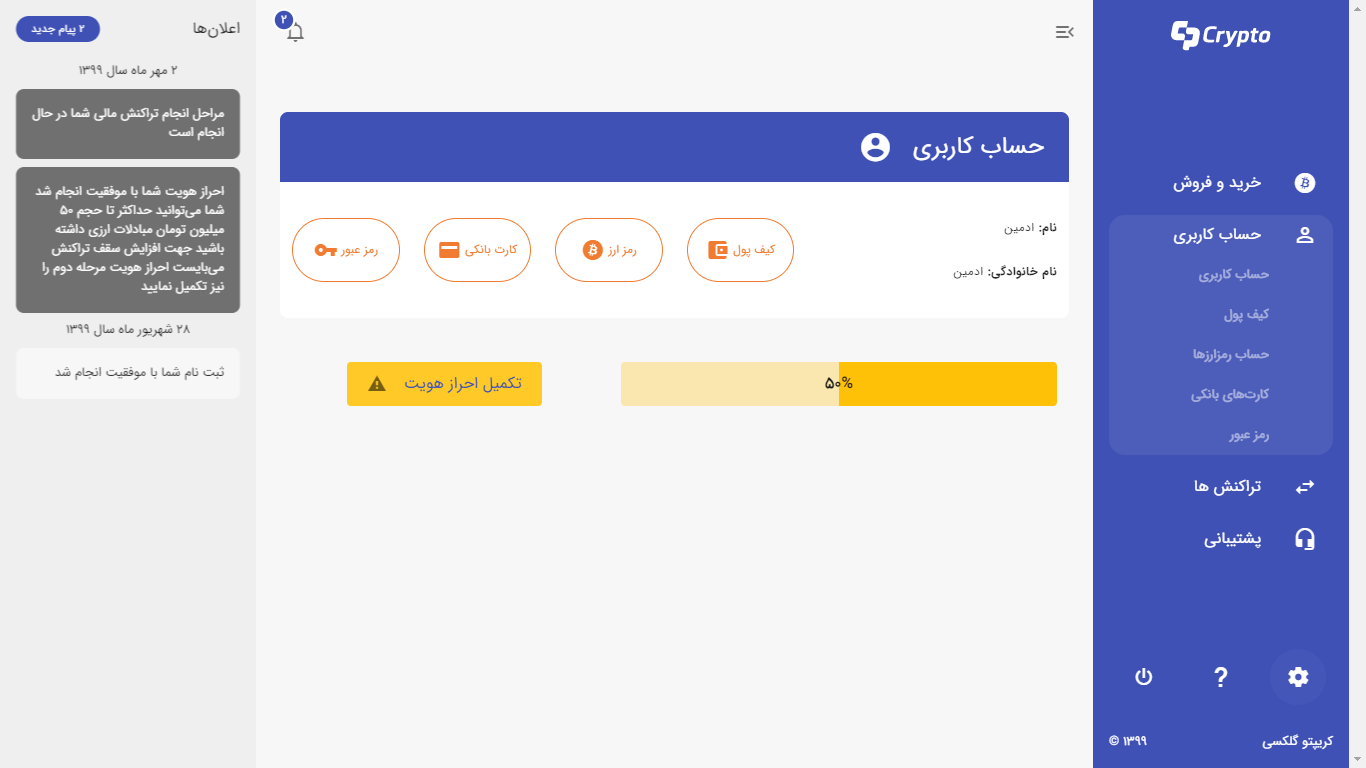 Crypto
خرید و فروش
حساب کاربری
حساب کاربری
کیف پول
حساب رمزارزها
کارت‌های بانکی
رمز عبور
تراکنش ها
پشتیبانی
?
کریپتو گلکسی
© ۱۳۹۹
۲
حساب کاربری
نام: ادمین
نام خانوادگی: ادمین
کیف پول
رمز ارز
کارت بانکی
رمز عبور
۵۰%
تکمیل احراز هویت
اعلان‌ها
۲ پیام جدید
۲ مهر ماه سال ۱۳۹۹
مراحل انجام تراکنش مالی شما در حال
انجام است
احراز هویت شما با موفقیت انجام شد
شما می‌توانید حداکثر تا حجم ۵۰
میلیون تومان مبادلات ارزی داشته
باشید جهت افزایش سقف تراکنش
می‌بایست احراز هویت مرحله دوم را
نیز تکمیل نمایید
۲۸ شهریور ماه سال ۱۳۹۹
ثبت نام شما با موفقیت انجام شد